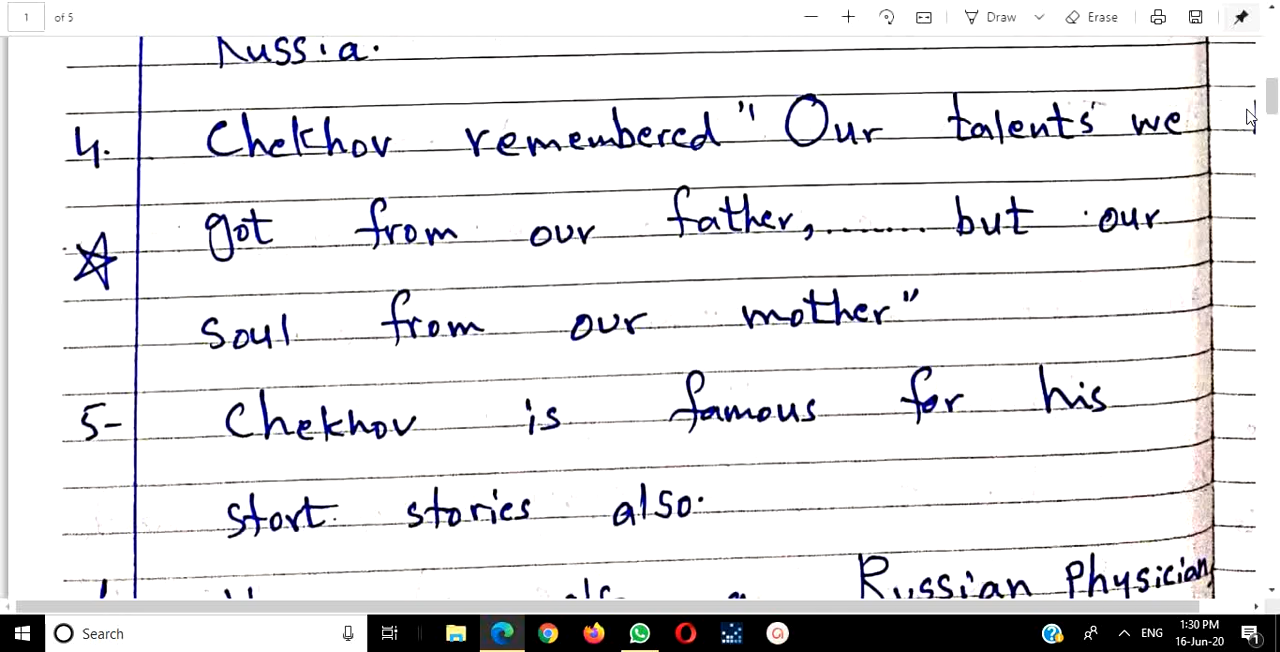 1 of 5
Draw
Erase
Russia.
4. Chekhov remembered " Our talents we
got from our father,........ but our
soul from our mother"
5- Chekhov is famous for his
stort stories also.
Russian Physician,
Search
ENG
1:30 PM
16-Jun-20
1